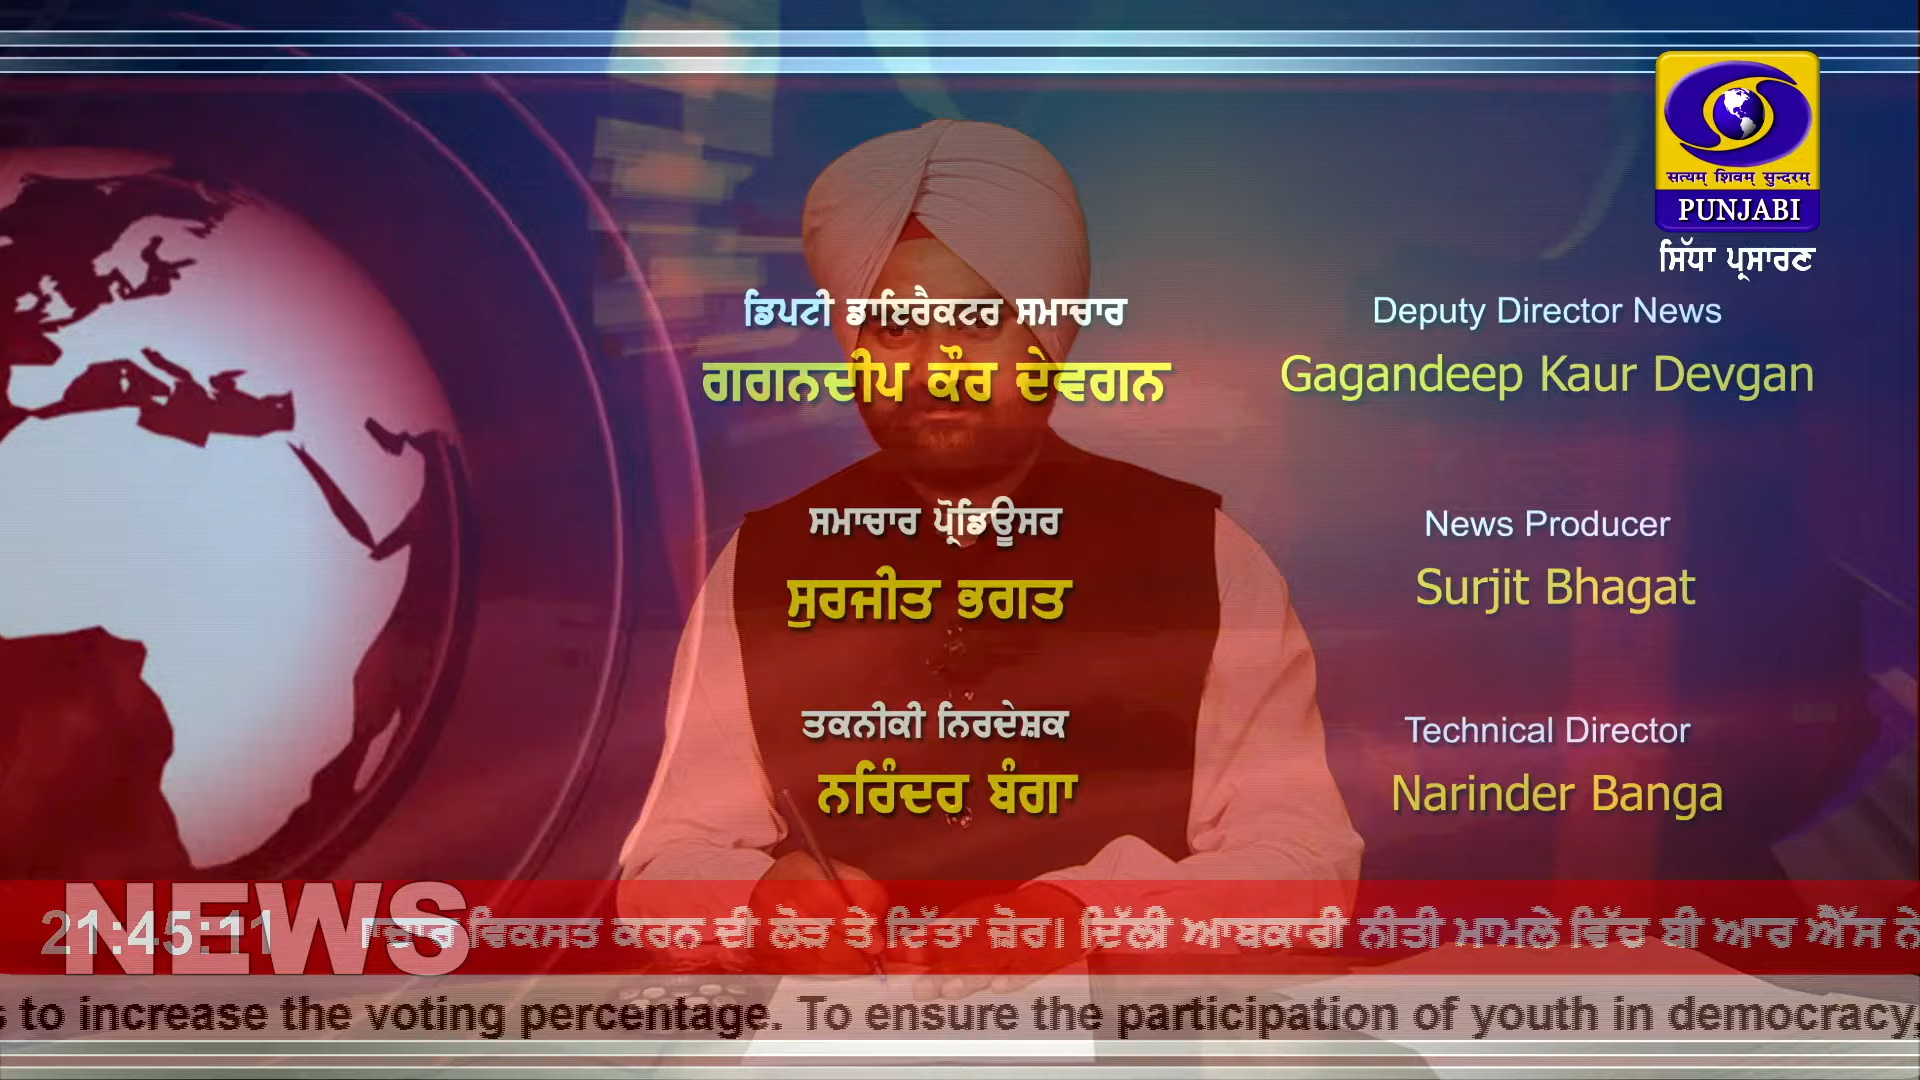 सत्यम् शिवम् सुन्दरम्
PUNJABI
ਸਿੱਧਾ ਪ੍ਰਸਾਰਣ
ਡਿਪਟੀ ਡਾਇਰੈਕਟਰ ਸਮਾਚਾਰ
Deputy Director News
ਗਗਨਦੀਪ ਕੌਰ ਦੇਵਗਨ
Gagandeep Kaur Devgan
ਸਮਾਚਾਰ ਪ੍ਰੋਡਿਊਸਰ
News Producer
ਸੁਰਜੀਤ ਭਗਤ
Surjit Bhagat
ਤਕਨੀਕੀ ਨਿਰਦੇਸ਼ਕ
Technical Director
ਨਰਿੰਦਰ ਬੰਗਾ
Narinder Banga
NEWS
21:45:11
ਵਿਕਸਤ ਕਰਨ ਦੀ ਲੋੜ ਤੇ ਦਿੱਤਾ ਜ਼ੋਰ। ਦਿੱਲੀ ਆਬਕਾਰੀ ਨੀਤੀ ਮਾਮਲੇ ਵਿੱਚ ਬੀ ਆਰ ਐੱਸ ਨੇ
to increase the voting percentage. To ensure the participation of youth in democracy,